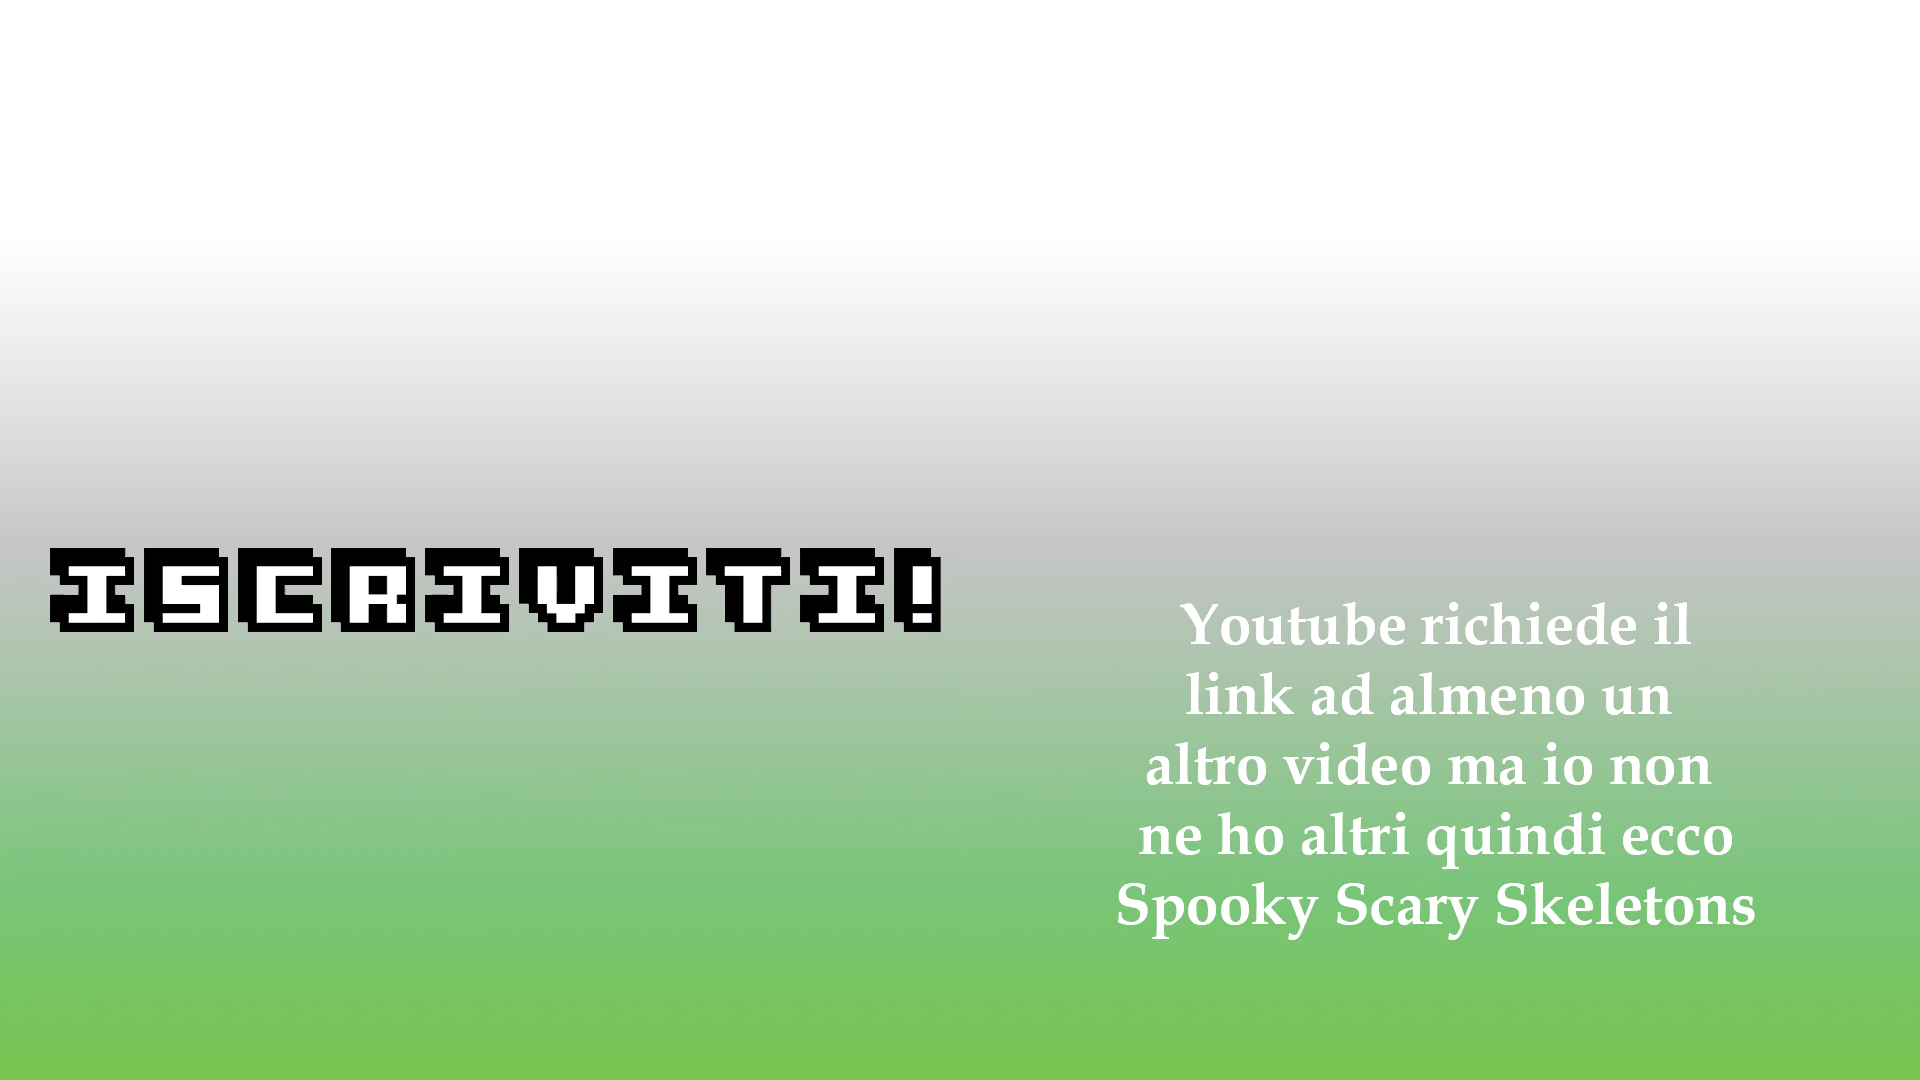 ISCRIVITI!
Youtube richiede il
link ad almeno un
altro video ma io non
ne ho altri quindi ecco
Spooky Scary Skeletons